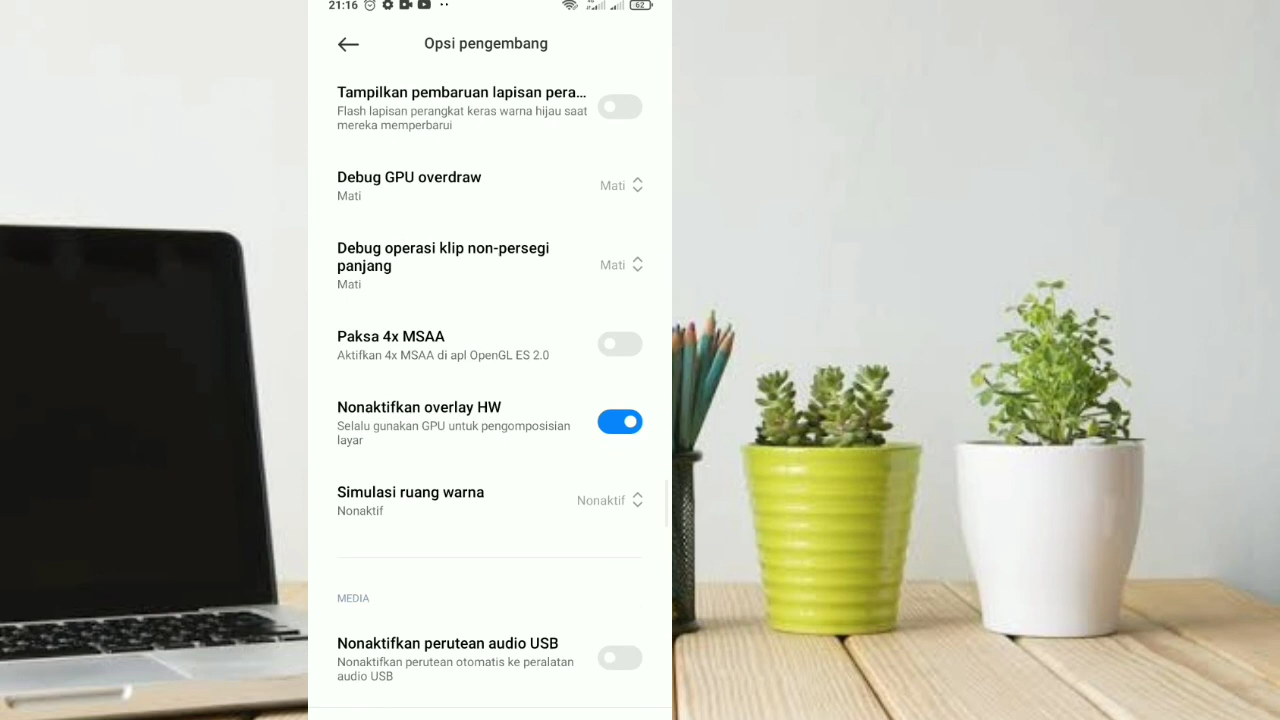 21:16
62
Opsi pengembang
Tampilkan pembaruan lapisan pera...
Flash lapisan perangkat keras warna hijau saat
mereka memperbarui
Debug GPU overdraw
Mati
Mati
Debug operasi klip non-persegi
panjang
Mati
Mati
Paksa 4x MSAA
Aktifkan 4x MSAA di apl OpenGL ES 2.0
Nonaktifkan overlay HW
Selalu gunakan GPU untuk pengomposisian
layar
Simulasi ruang warna
Nonaktif
Nonaktif
MEDIA
Nonaktifkan perutean audio USB
Nonaktifkan perutean otomatis ke peralatan
audio USB